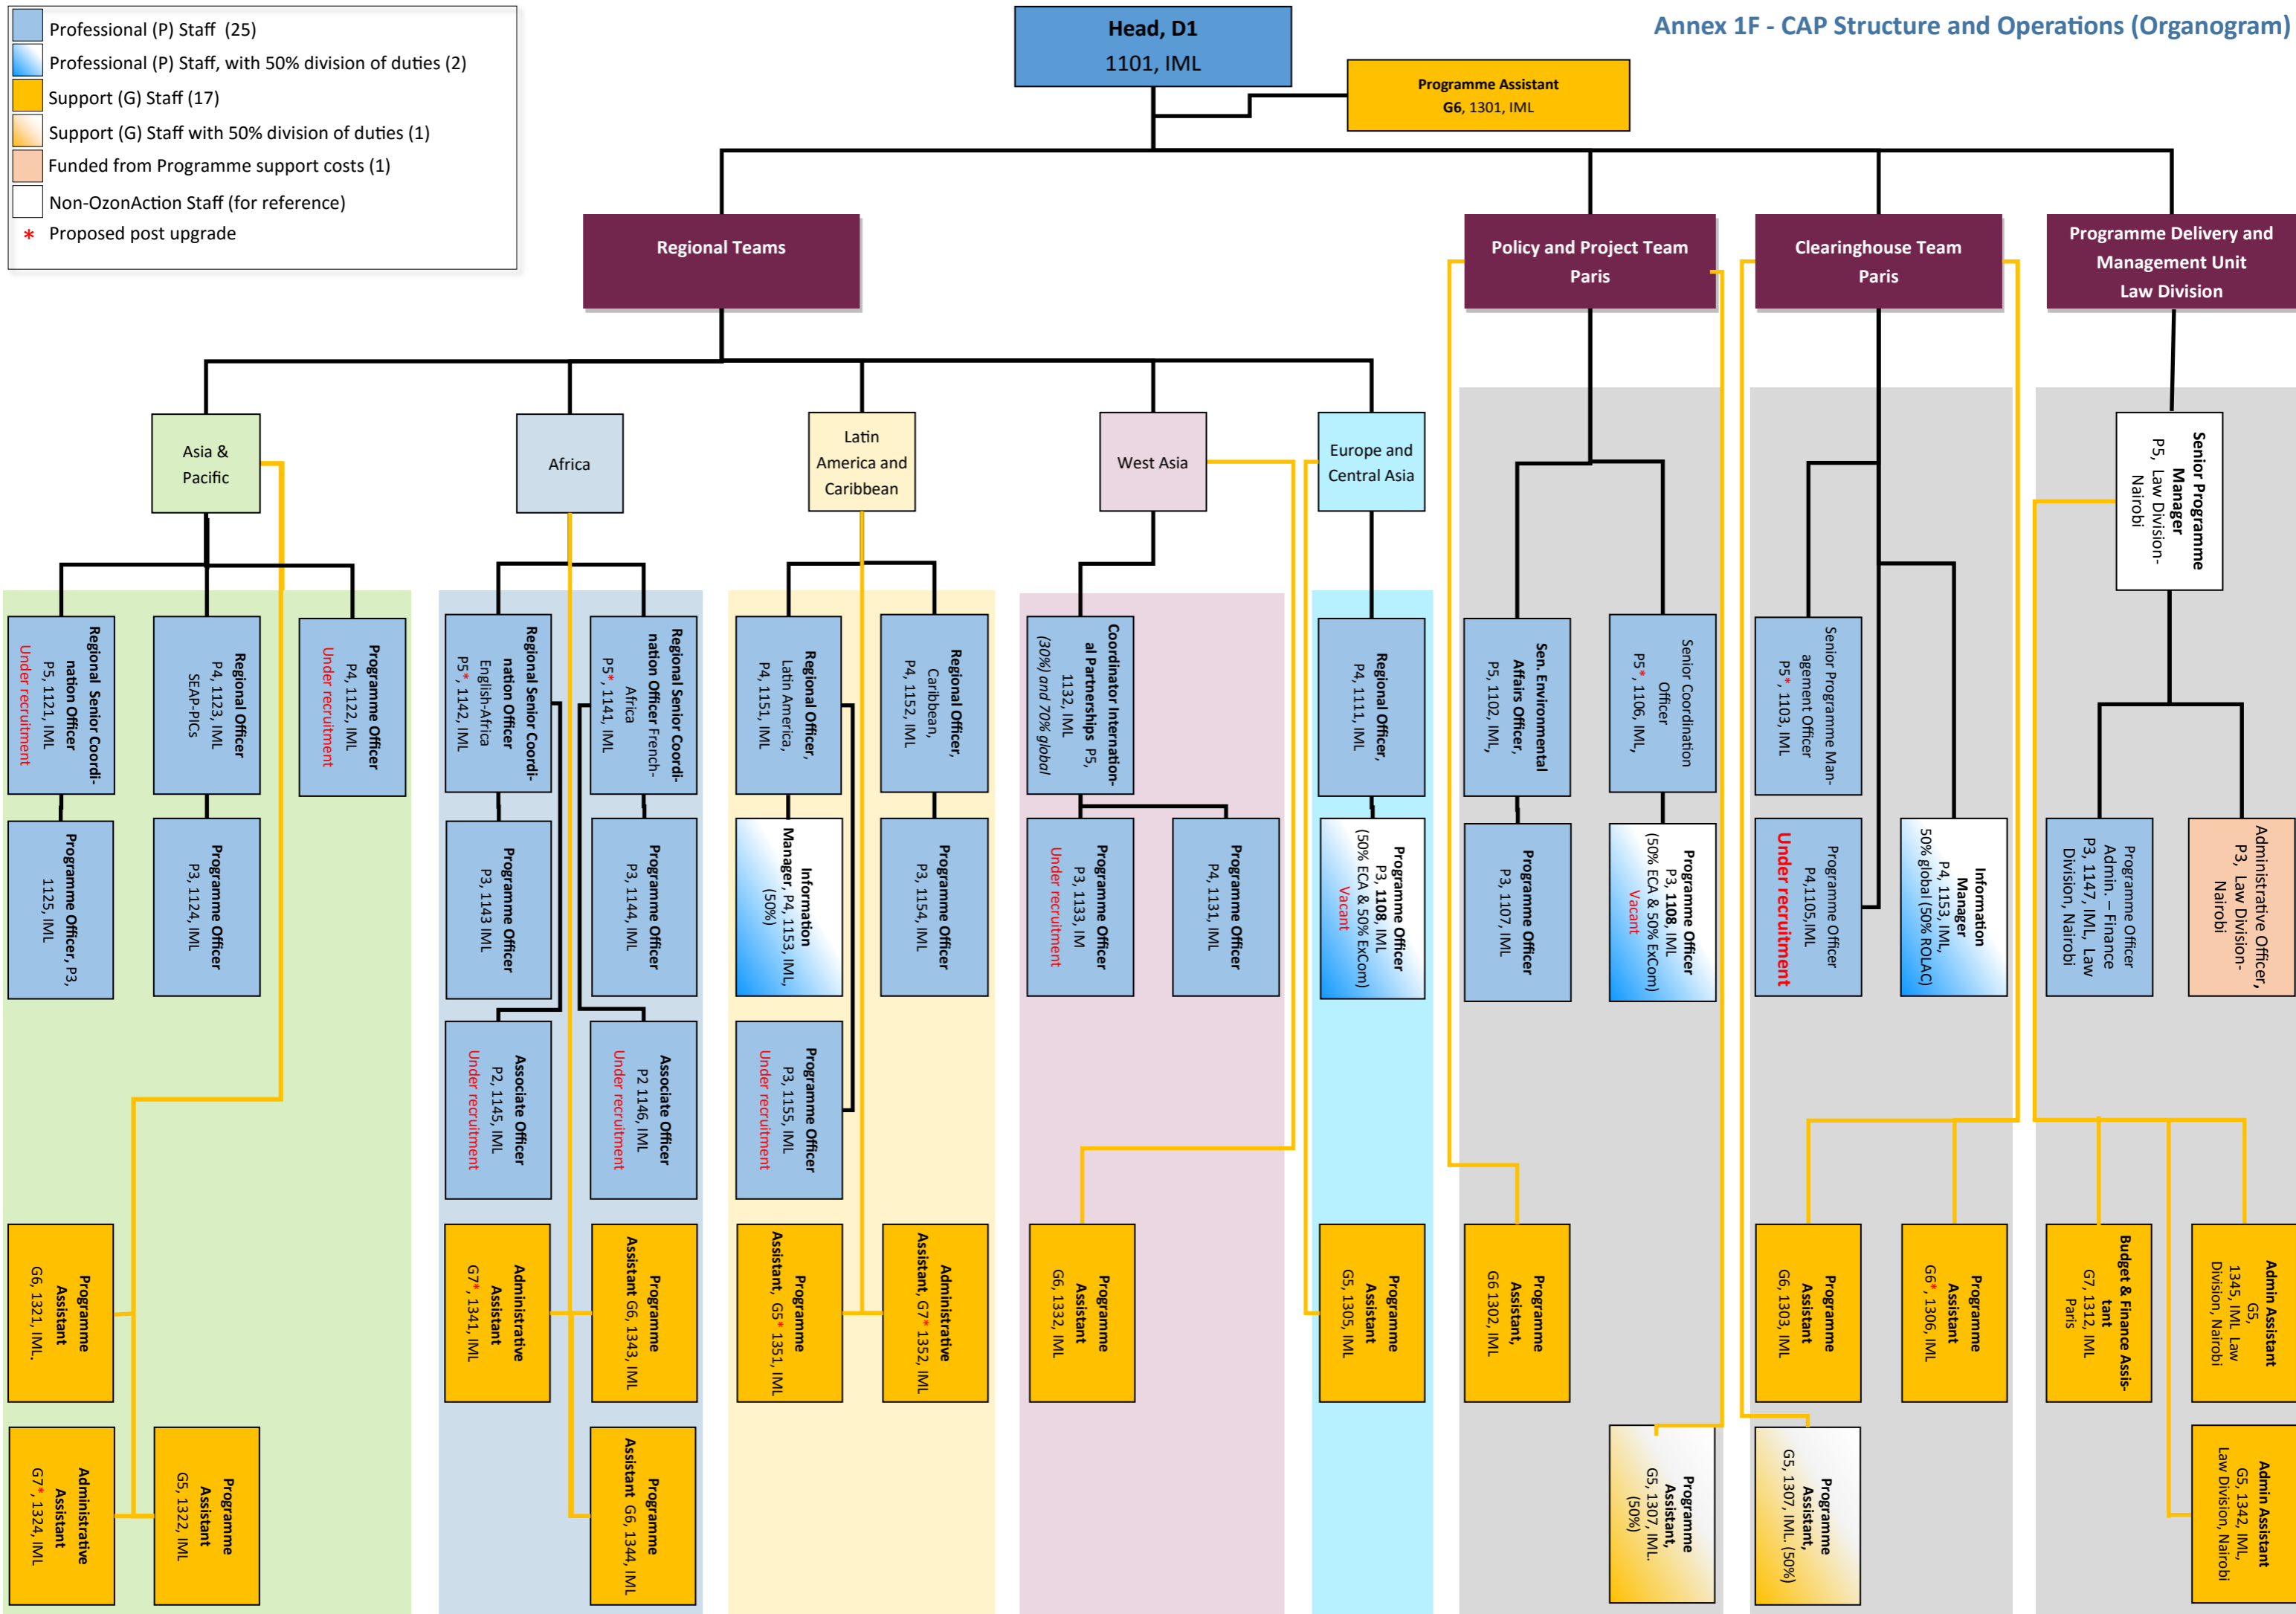 Professional (P) Staff (25)
Professional (P) Staff, with 50% division of duties (2)
Support (G) Staff (17)
Support (G) Staff with 50% division of duties (1)
Funded from Programme support costs (1)
Non-OzonAction Staff (for reference)
* Proposed post upgrade
Head, D1
1101, IML
Annex 1F - CAP Structure and Operations (Organogram)
Programme Assistant
G6, 1301, IML
Regional Teams
Policy and Project Team
Paris
Clearinghouse Team
Paris
Programme Delivery and
Management Unit
Law Division
Asia &
Pacific
Africa
Latin
America and
Caribbean
West Asia
Europe and
Central Asia
Senior Programme
Manager
P5, Law Division-
Nairobi
Regional Senior Coordi-
nation Officer
P5, 1121, IML
Under recruitment
Regional Officer
P4, 1123, IML
SEAP-PICs
Programme Officer
P4, 1122, IML
Under recruitment
Regional Senior Coordi-
nation Officer
English-Africa
P5*, 1142, IML
Regional Senior Coordi-
nation Officer French-
Africa
P5*, 1141, IML
Regional Officer,
Latin America,
P4, 1151, IML
Regional Officer,
Caribbean,
P4, 1152, IML
Coordinator Internation-
al Partnerships P5,
1132, IML
(30%) and 70% global
Regional Officer,
P4, 1111, IML
Sen. Environmental
Affairs Officer,
P5, 1102, IML,
Senior Coordination
Officer
P5*, 1106, IML,
Senior Programme Man-
agement Officer
P5*, 1103, IML
Programme Officer, P3,
1125, IML
Programme Officer
P3, 1124, IML
Programme Officer
P3, 1143 IML
Programme Officer
P3, 1144, IML
Information
Manager, P4, 1153, IML,
(50%)
Programme Officer
P3, 1154, IML
Programme Officer
P3, 1133, IM
Under recruitment
Programme Officer
P4, 1131, IML
Programme Officer
P3, 1108, IML
(50% ECA & 50% ExCom)
Vacant
Programme Officer
P3, 1107, IML
Programme Officer
P3, 1108, IML
(50% ECA & 50% ExCom)
Vacant
Programme Officer
P4,1105,IML
Under recruitment
Information
Manager
P4, 1153, IML,
50% global (50% ROLAC)
Programme Officer
Admin. – Finance
P3, 1147, IML, Law
Division, Nairobi
Administrative Officer,
P3, Law Division-
Nairobi
Associate Officer
P2, 1145, IML
Under recruitment
Associate Officer
P2 1146, IML
Under recruitment
Programme Officer
P3, 1155, IML
Under recruitment
Programme
Assistant
G6, 1321, IML.
Administrative
Assistant
G7*, 1341, IML
Programme
Assistant G6, 1343, IML
Programme
Assistant, G5* 1351, IML
Administrative
Assistant, G7* 1352, IML
Programme
Assistant
G6, 1332, IML
Programme
Assistant
G5, 1305, IML
Programme
Assistant,
G6 1302, IML
Programme
Assistant
G6, 1303, IML
Programme
Assistant
G6*, 1306, IML
Budget & Finance Assis-
tant
G7, 1312, IML
Paris
Admin Assistant
G5,
1345, IML Law
Division, Nairobi
Administrative
Assistant
G7*, 1324, IML
Programme
Assistant
G5, 1322, IML
Programme
Assistant G6, 1344, IML
Programme
Assistant,
G5, 1307, IML.
(50%)
Programme
Assistant,
G5, 1307, IML. (50%)
Admin Assistant
G5, 1342, IML,
Law Division, Nairobi